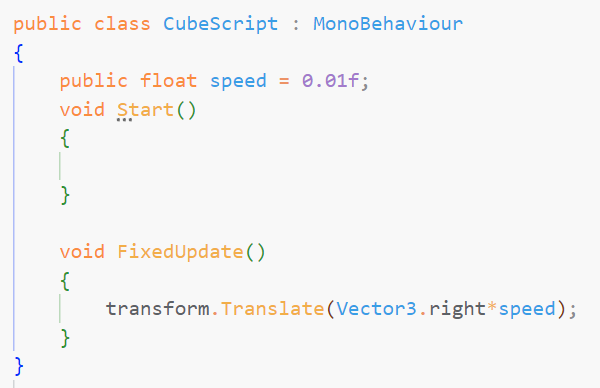 public class CubeScript : MonoBehaviour
{
public float speed = 0.01f;
void Start()
{
}
void FixedUpdate()
{
transform.Translate(Vector3.right*speed);
}
}